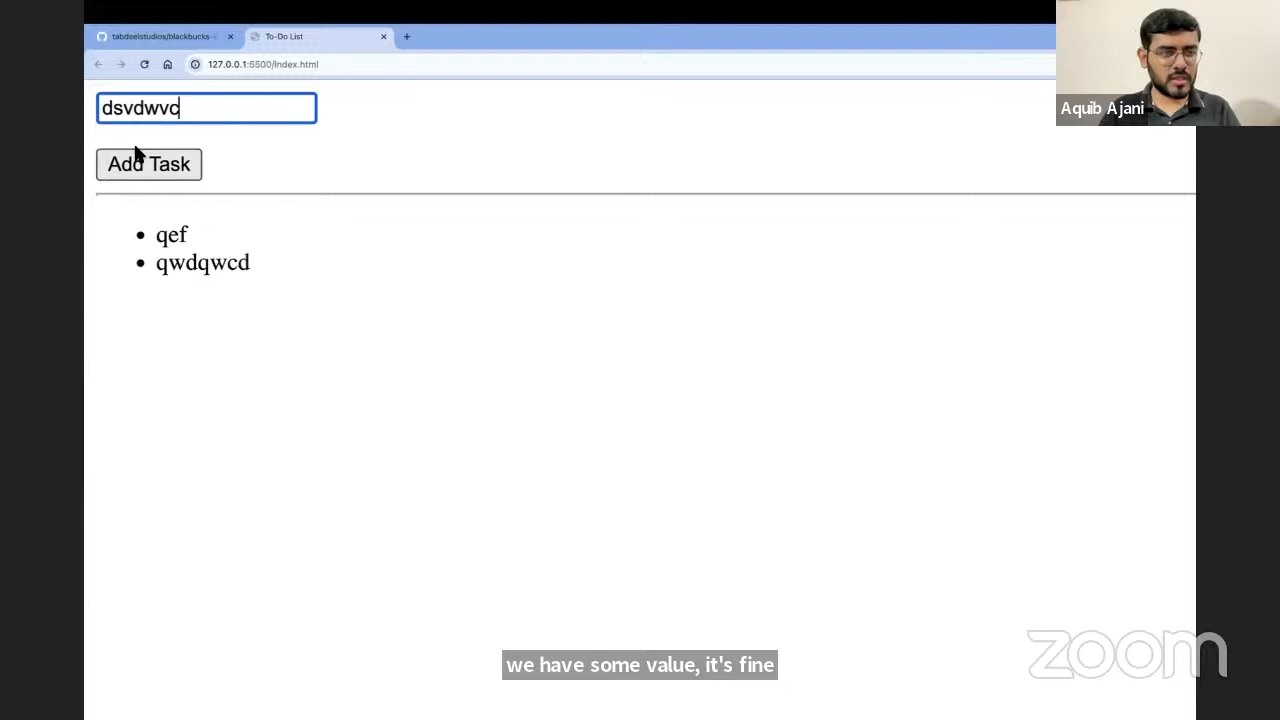 tabdeelstudios/blackbucks-
To-Do List
127.0.0.1:5500/index.html
Aquib Ajani
dsvdwvc
Add Task
qef
qwdqwcd
we have some value, it's fine
zoom